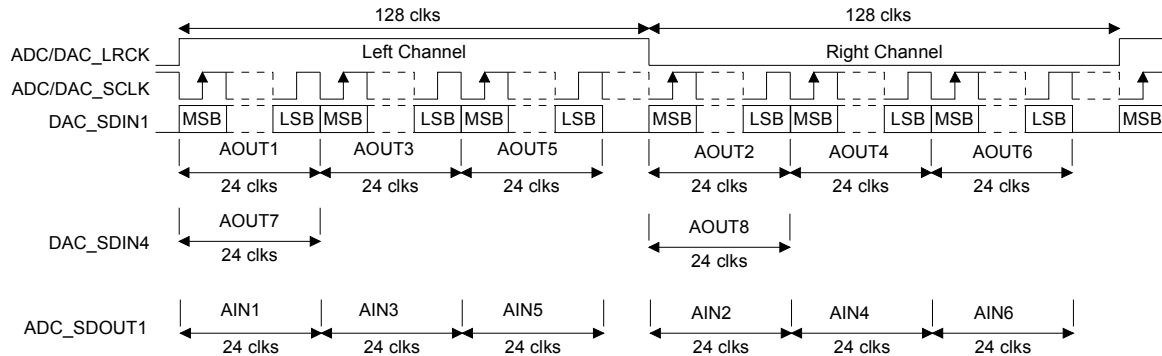 128 clks 128 clks
ADC/DAC_LRCK Left Channel Right Channel
ADC/DAC_SCLK
DAC_SDIN1 MSB LSB MSB LSB MSB LSB MSB LSB MSB LSB MSB LSB MSB
AOUT1 AOUT3 AOUT5 AOUT2 AOUT4 AOUT6
24 clks 24 clks 24 clks 24 clks 24 clks 24 clks
DAC_SDIN4 AOUT7 AOUT8
24 clks 24 clks
ADC_SDOUT1 AIN1 AIN3 AIN5 AIN2 AIN4 AIN6
24 clks 24 clks 24 clks 24 clks 24 clks 24 clks